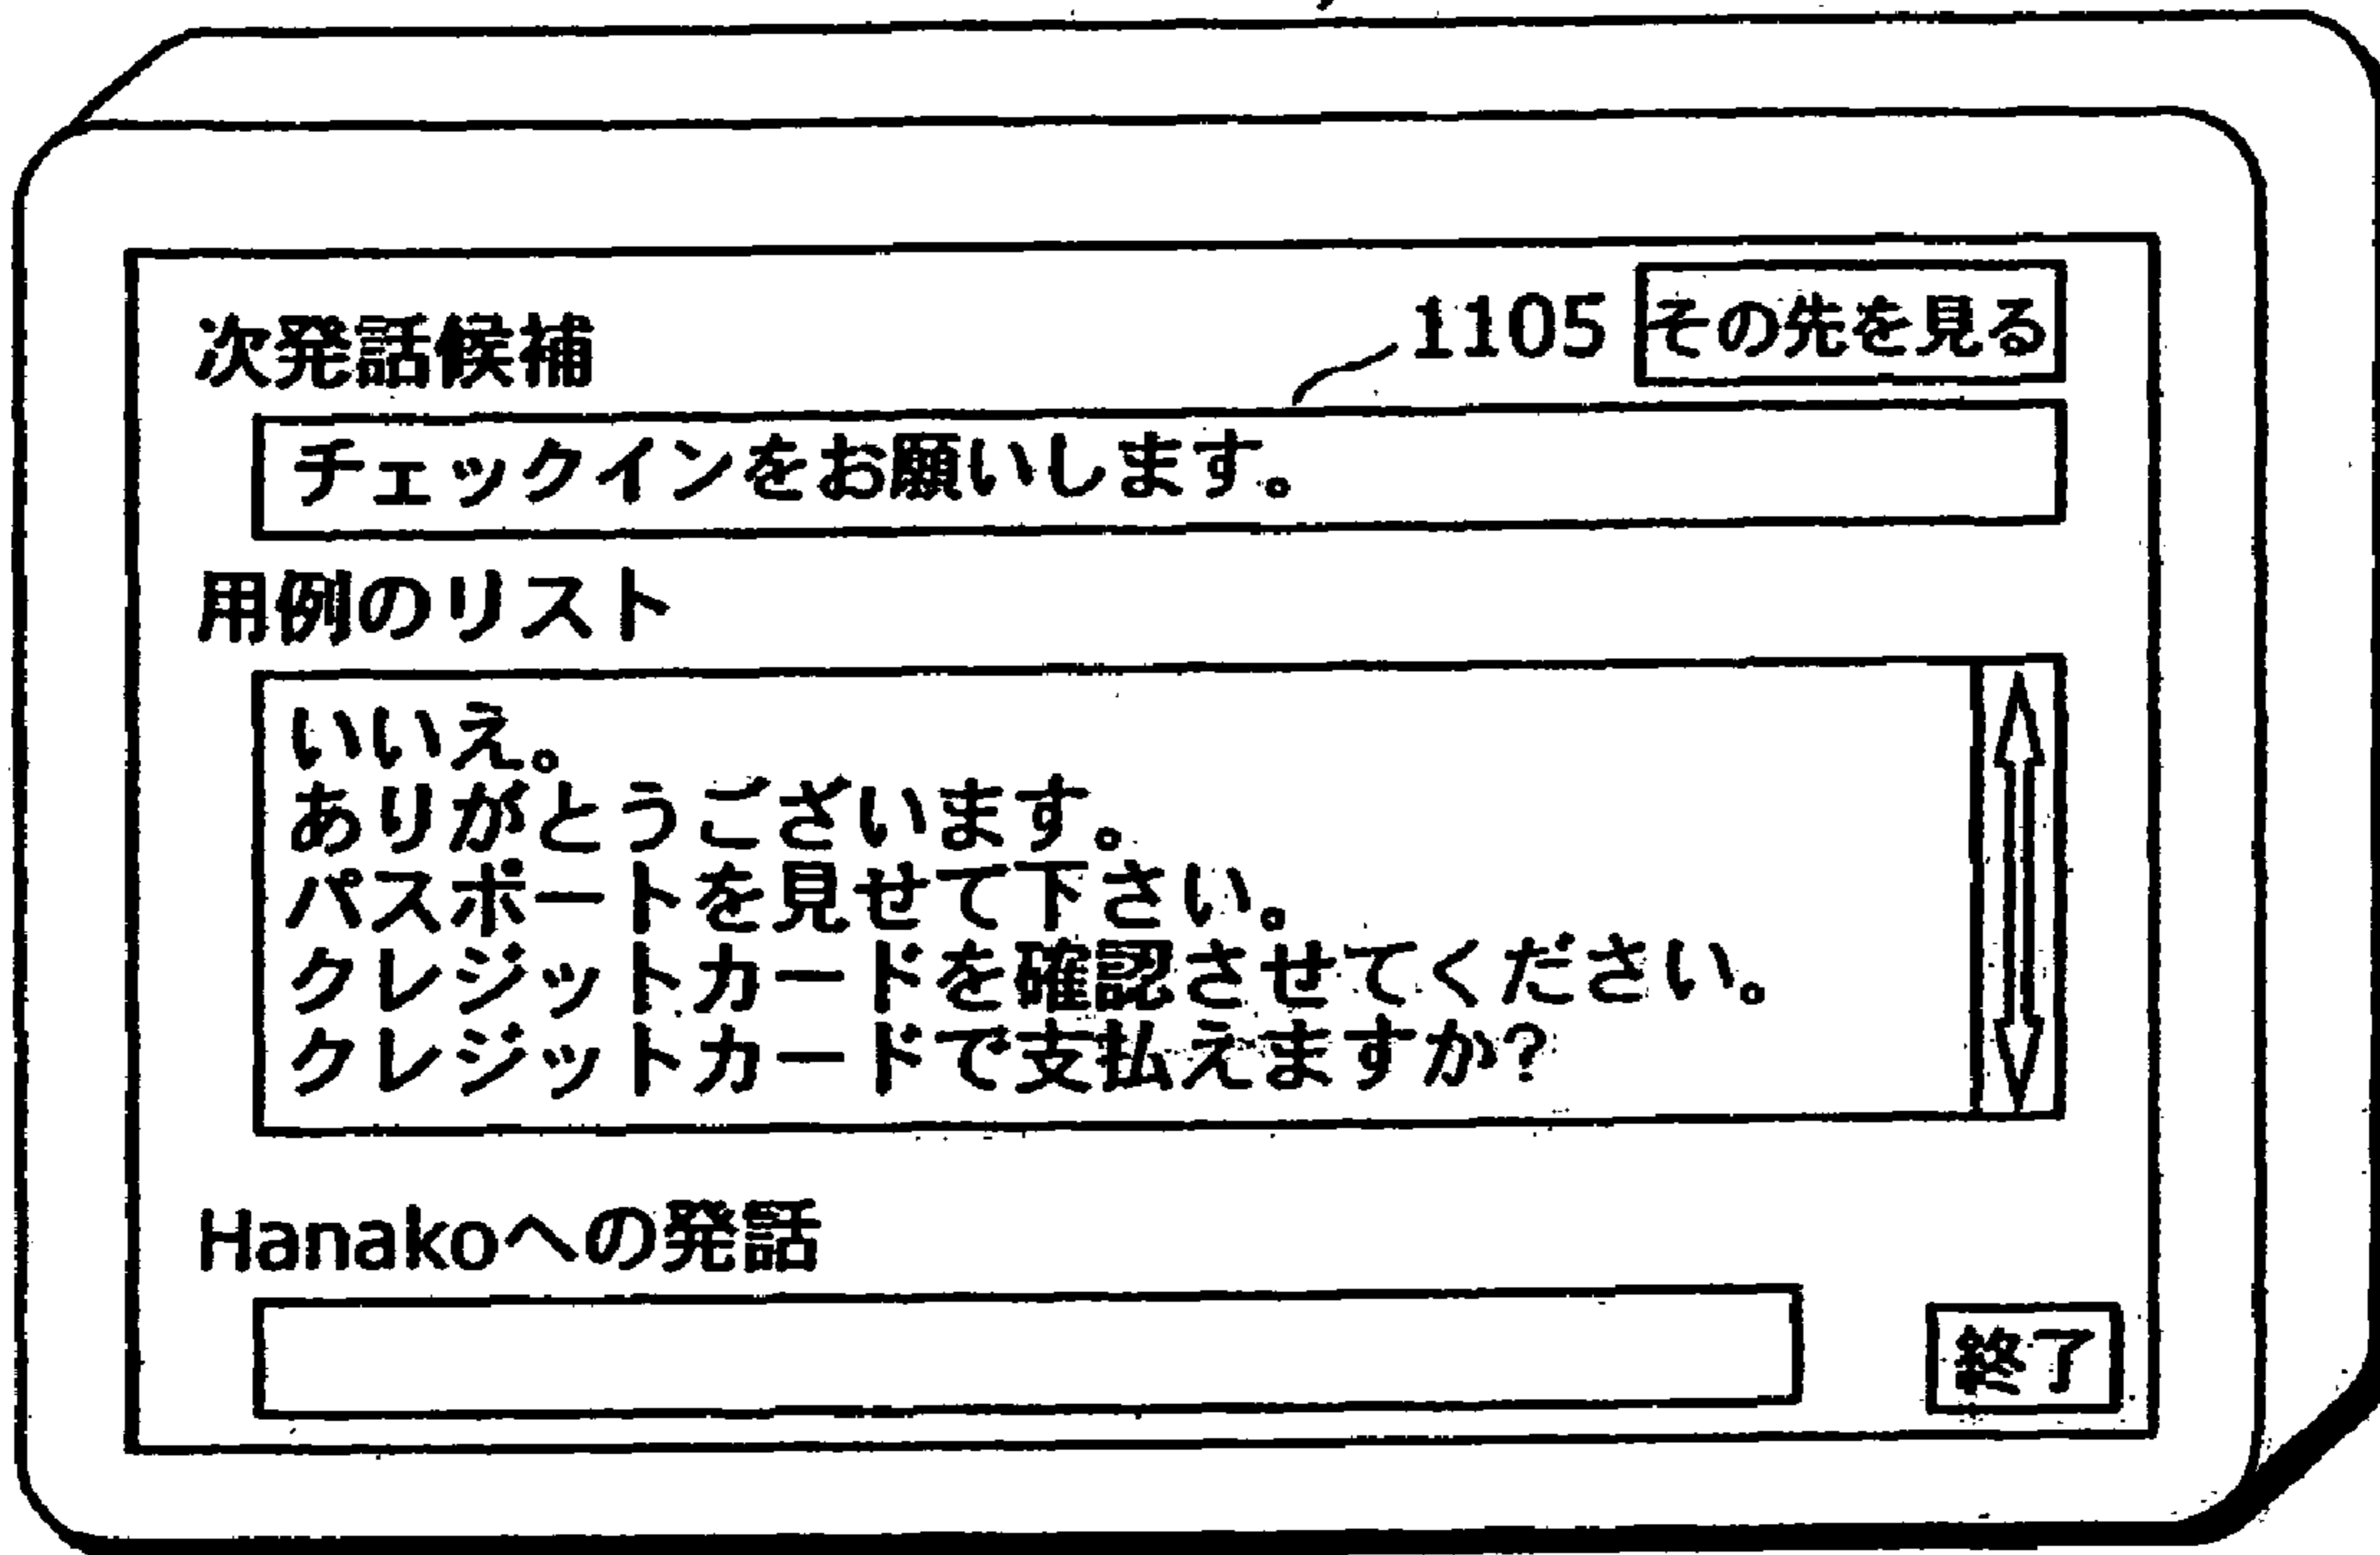 次発話候補
1105 その先を見る
チェックインをお願いします。
用例のリスト
いいえ。
ありがとうございます。
パスポートを見せて下さい。
クレジットカードを確認させてください。
クレジットカードで支払えますか?
Hanakoへの発話
終了